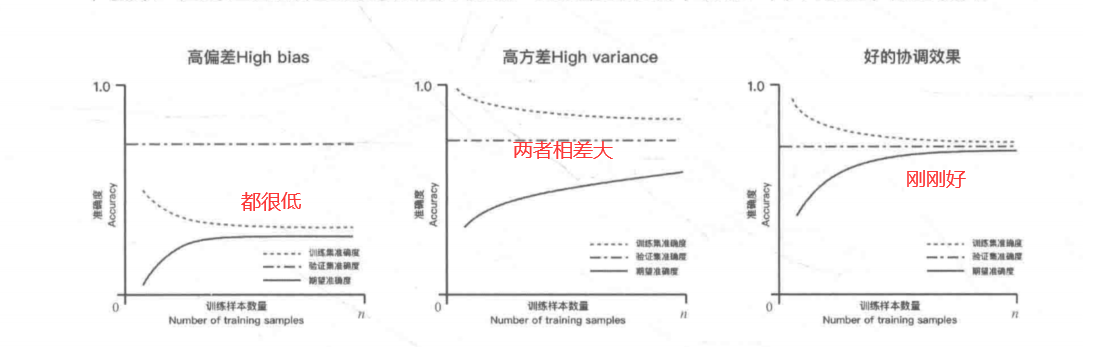 高偏差High bias
1.0
准确度
Accuracy
都很低
训练集准确度
验证集准确度
期望准确度
0
训练样本数量
n
Number of training samples
高方差High variance
1.0
准确度
Accuracy
两者相差大
训练集准确度
验证集准确度
期望准确度
0
训练样本数量
n
Number of training samples
好的协调效果
1.0
准确度
Accuracy
刚刚好
训练集准确度
验证集准确度
期望准确度
0
训练样本数量
n
Number of training samples